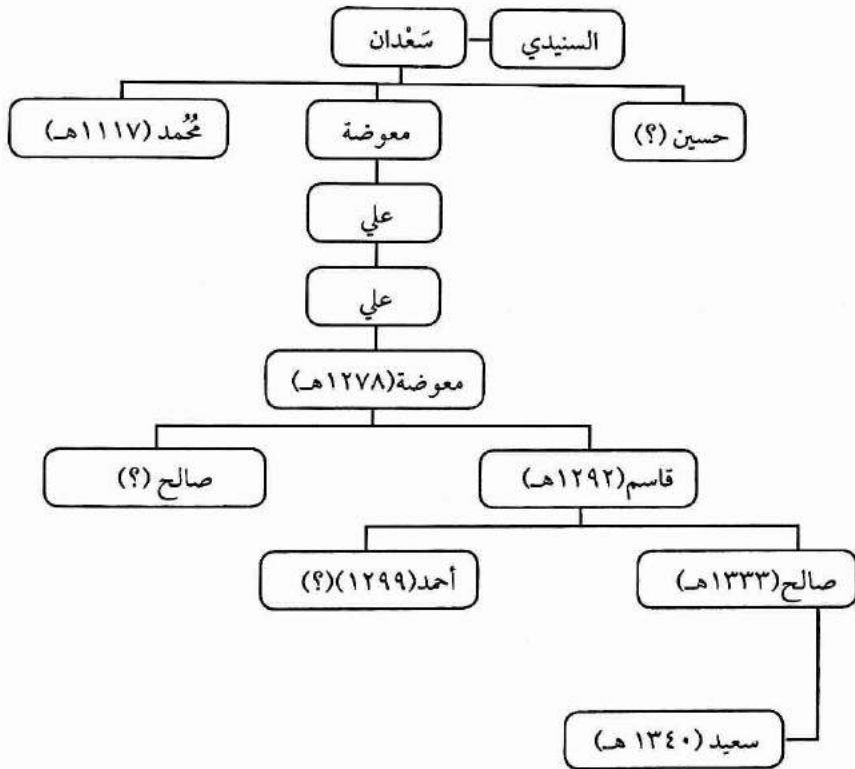 السنيدي
سَعْدان
حسين (؟)
معوضة
مُحُمد (١١١٧هـ)
علي
علي
معوضة(١٢٧٨هـ)
قاسم(١٢٩٢هـ)
صالح (؟)
صالح(١٣٣٣هـ)
أحمد(١٢٩٩)(؟)
سعيد (١٣٤٠ هـ)